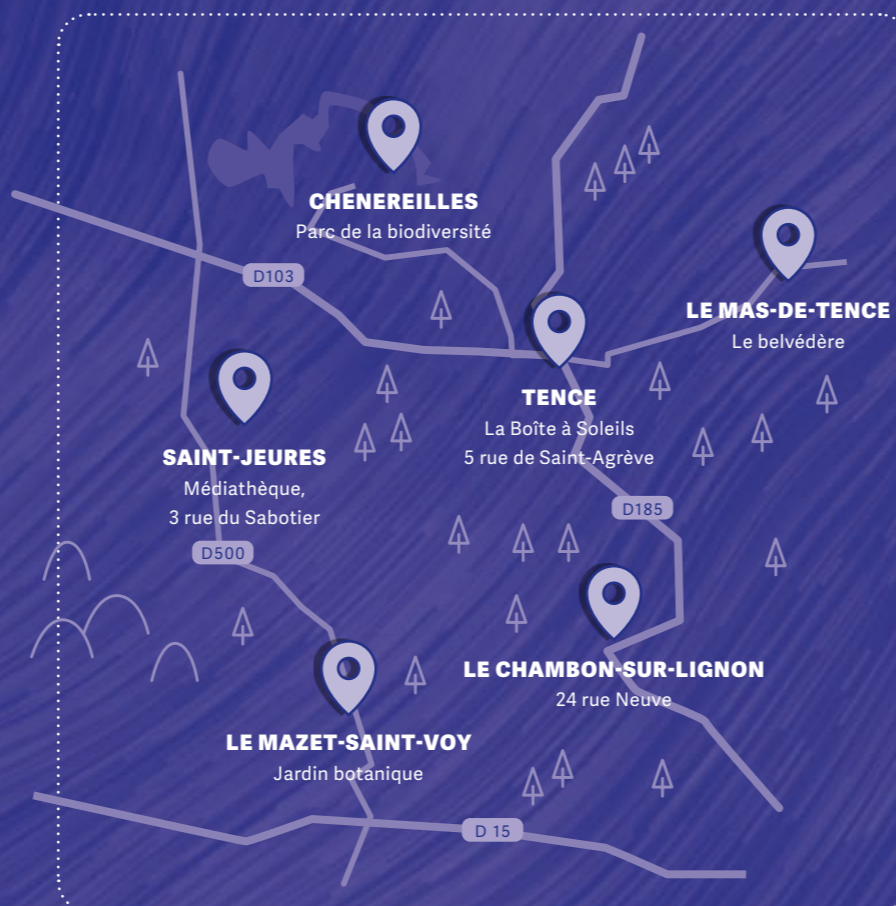 CHENEREILLES
Parc de la biodiversité
D103
LE MAS-DE-TENCE
Le belvédère
TENCE
La Boîte à Soleils
5 rue de Saint-Agrève
SAINT-JEURES
Médiathèque,
3 rue du Sabotier
D185
D500
LE CHAMBON-SUR-LIGNON
24 rue Neuve
LE MAZET-SAINT-VOY
Jardin botanique
D 15